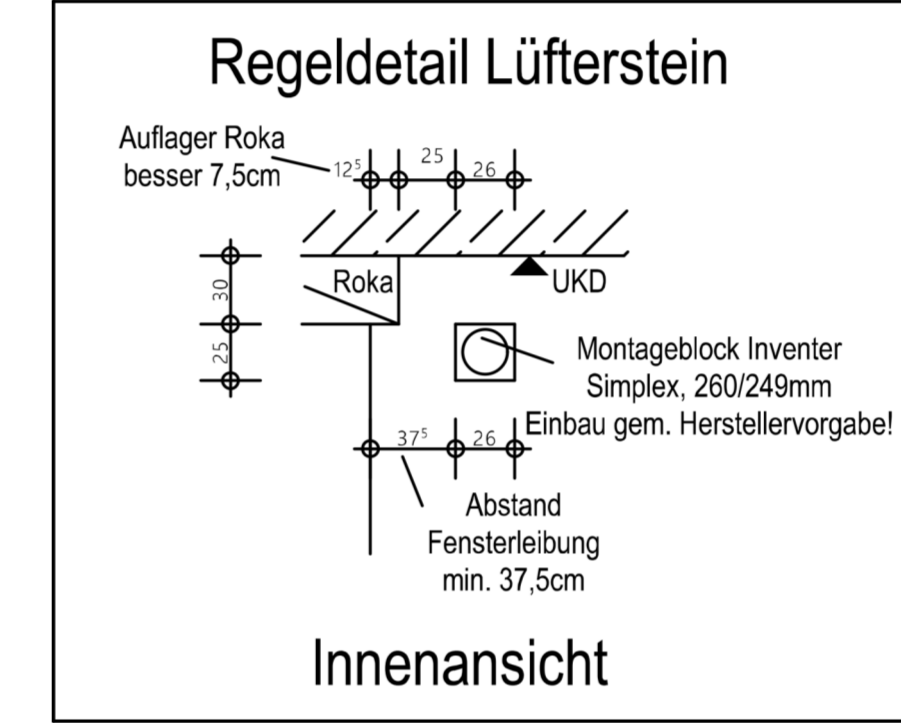 Regeldetail Lüfterstein
Auflager Roka
besser 7,5cm
12⁵
25
26
Roka
UKD
30
25
Montageblock Inventer
Simplex, 260/249mm
Einbau gem. Herstellervorgabe!
37⁵
26
Abstand
Fensterleibung
min. 37,5cm
Innenansicht